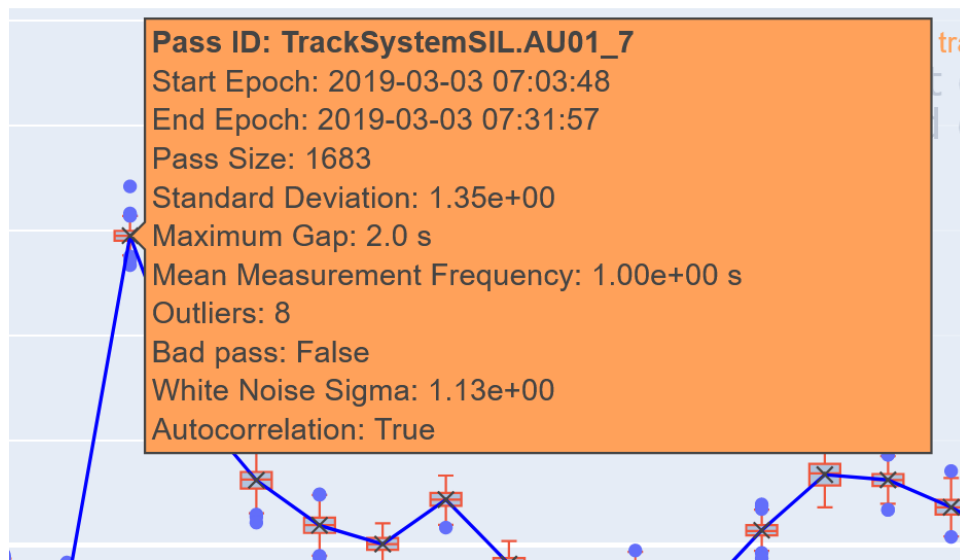 Pass ID: TrackSystemSIL.AU01_7
Start Epoch: 2019-03-03 07:03:48
End Epoch: 2019-03-03 07:31:57
Pass Size: 1683
Standard Deviation: 1.35e+00
Maximum Gap: 2.0 s
Mean Measurement Frequency: 1.00e+00 s
Outliers: 8
Bad pass: False
White Noise Sigma: 1.13e+00
Autocorrelation: True